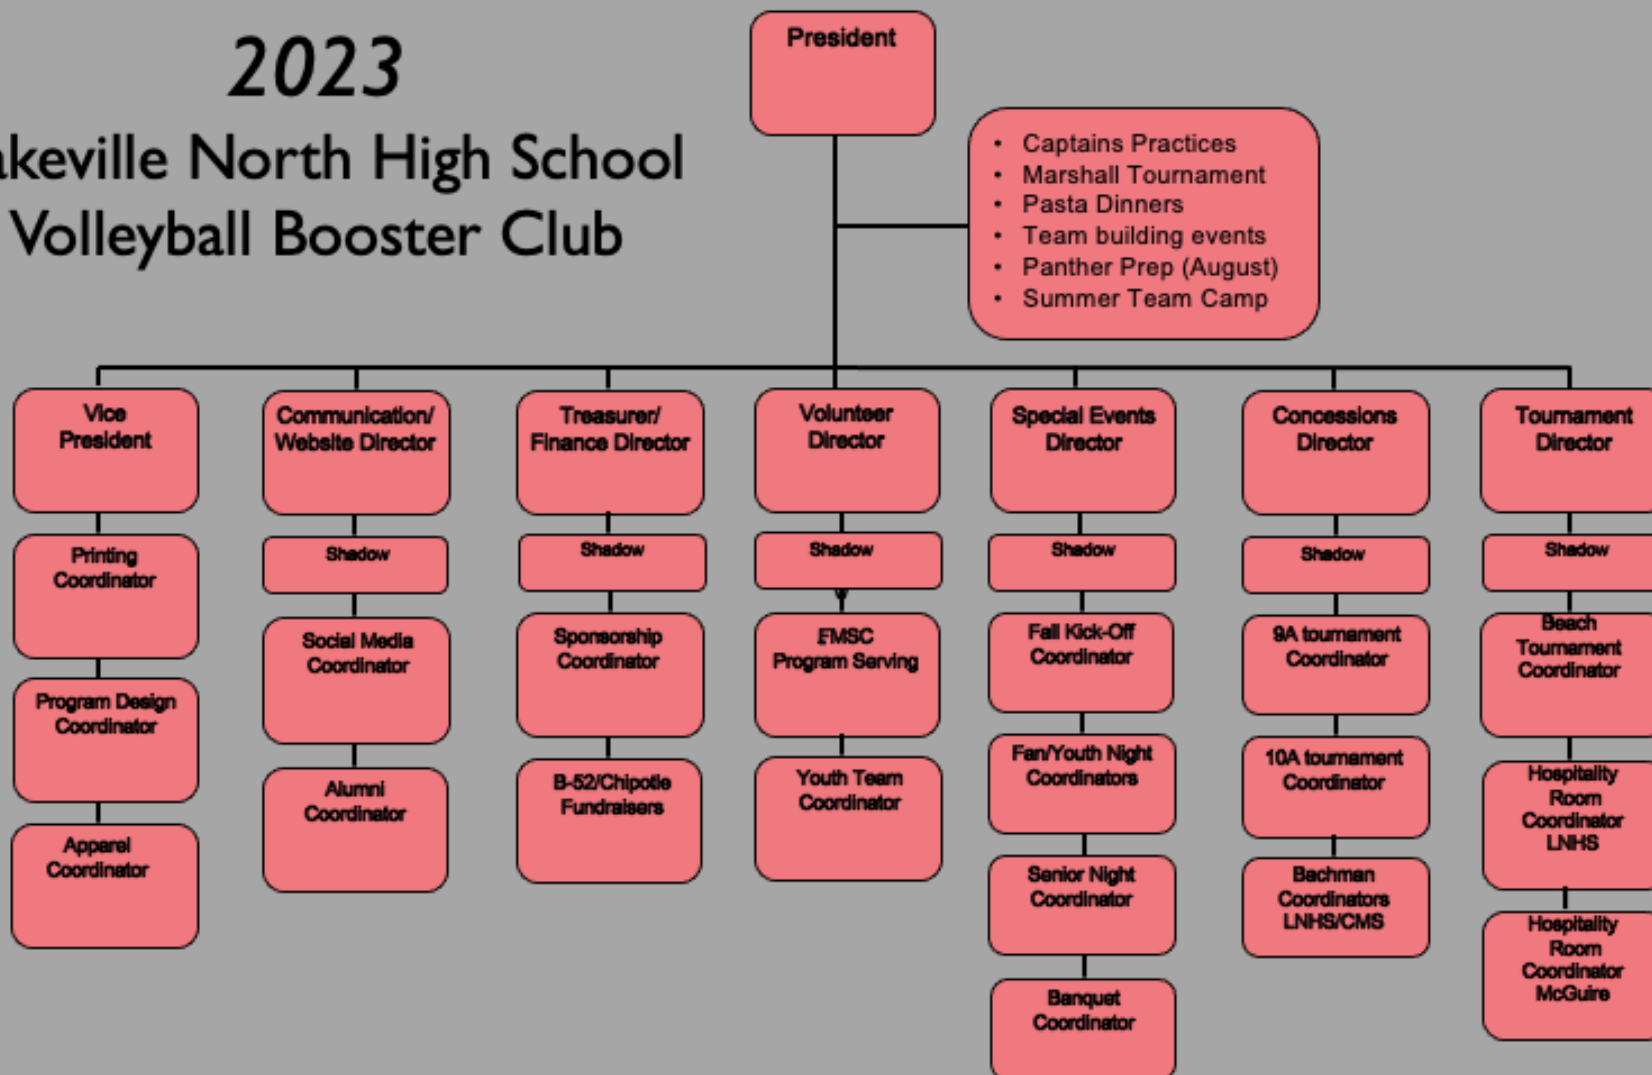 2023
akeville North High School
Volleyball Booster Club
President
• Captains Practices
• Marshall Tournament
• Pasta Dinners
• Team building events
• Panther Prep (August)
• Summer Team Camp
Vice
President
Printing
Coordinator
Program Design
Coordinator
Apparel
Coordinator
Communication/
Website Director
Shadow
Social Media
Coordinator
Alumni
Coordinator
Treasurer/
Finance Director
Shadow
Sponsorship
Coordinator
B-52/Chipotle
Fundraisers
Volunteer
Director
Shadow
FMSC
Program Serving
Youth Team
Coordinator
Special Events
Director
Shadow
Fall Kick-Off
Coordinator
Fan/Youth Night
Coordinators
Senior Night
Coordinator
Banquet
Coordinator
Concessions
Director
Shadow
9A tournament
Coordinator
10A tournament
Coordinator
Bachman
Coordinators
LNHS/CMS
Tournament
Director
Shadow
Beach
Tournament
Coordinator
Hospitality
Room
Coordinator
LNHS
Hospitality
Room
Coordinator
McGuire